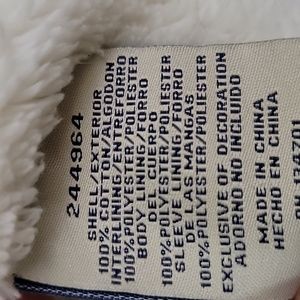 244964
SHELL/EXTERIOR
100% COTTON/ALGODON
INTERLINING/ENTREFORRO
100%POLYESTER/POLIESTER
BODY LINING/FORRO
DEL CUERPO
100%POLYESTER/POLIESTER
SLEEVE LINING/FORRO
DE LAS MANGAS
100%POLYESTER/POLIESTER
EXCLUSIVE OF DECORATION
ADORNO NO INCLUIDO
MADE IN CHINA
HECHO EN CHINA